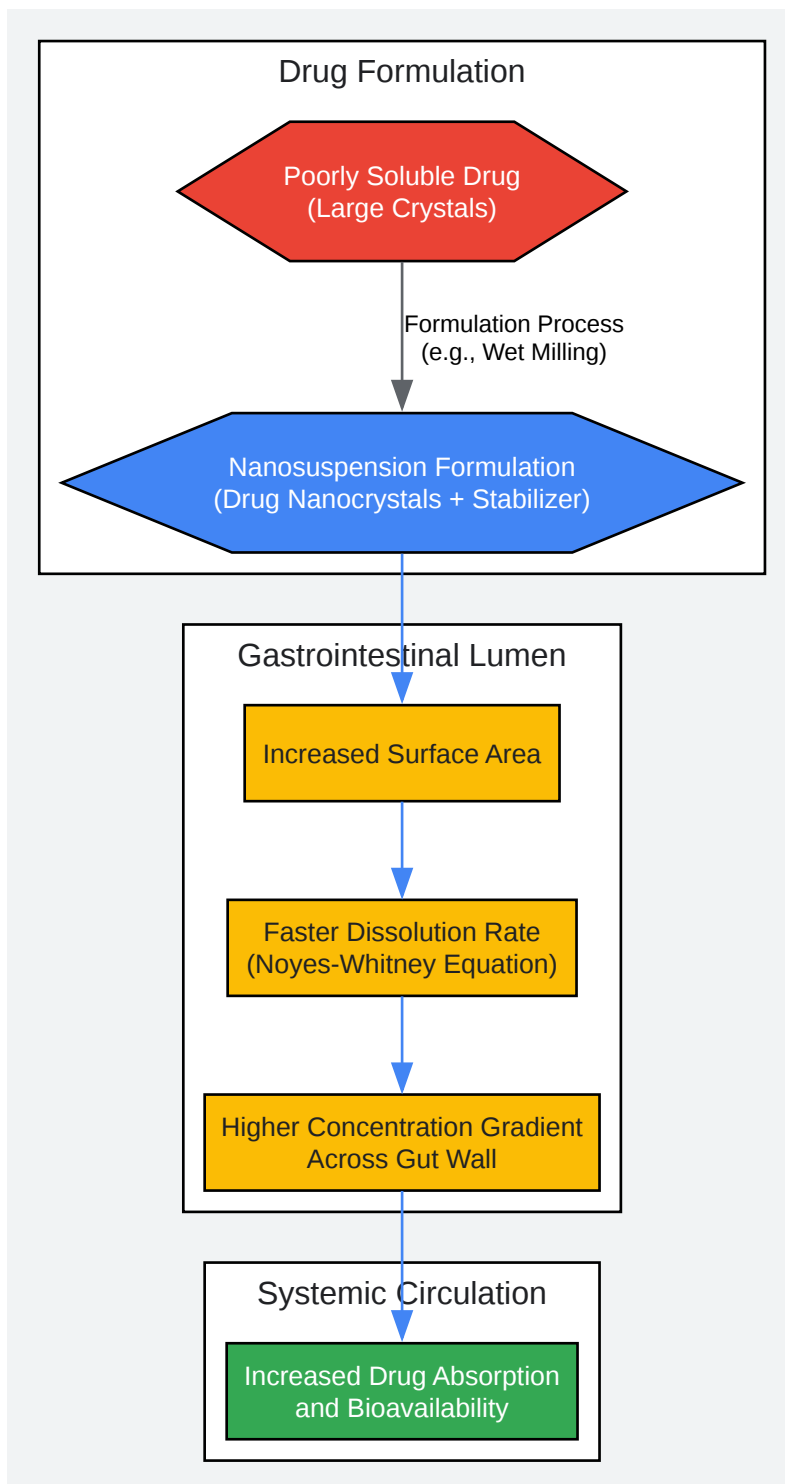 Drug Formulation
Poorly Soluble Drug
(Large Crystals)
Formulation Process
(e.g., Wet Milling)
Nanosuspension Formulation
(Drug Nanocrystals + Stabilizer)
Gastrointestinal Lumen
Increased Surface Area
Faster Dissolution Rate
(Noyes-Whitney Equation)
Higher Concentration Gradient
Across Gut Wall
Systemic Circulation
Increased Drug Absorption
and Bioavailability